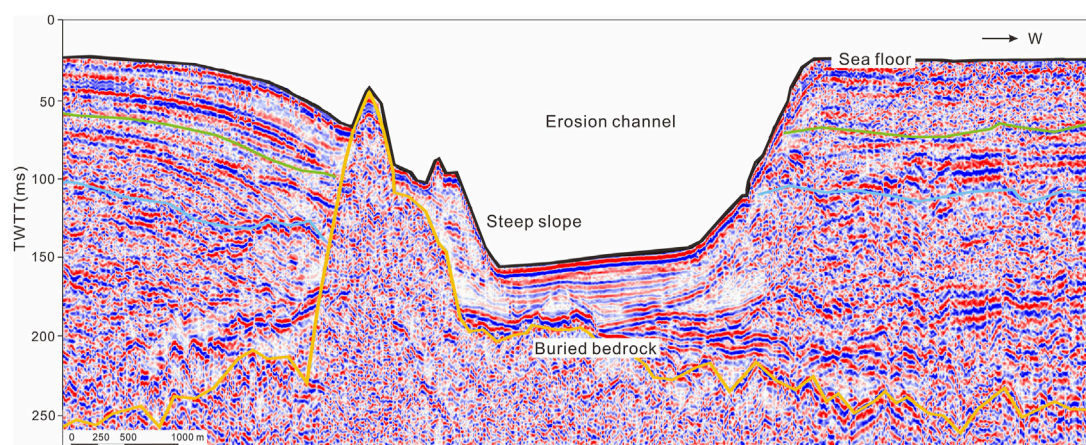 0
W
Sea floor
50
Erosion channel
100
TWTT(ms)
Steep slope
150
200
Buried bedrock
250
0 250 500 1000 m